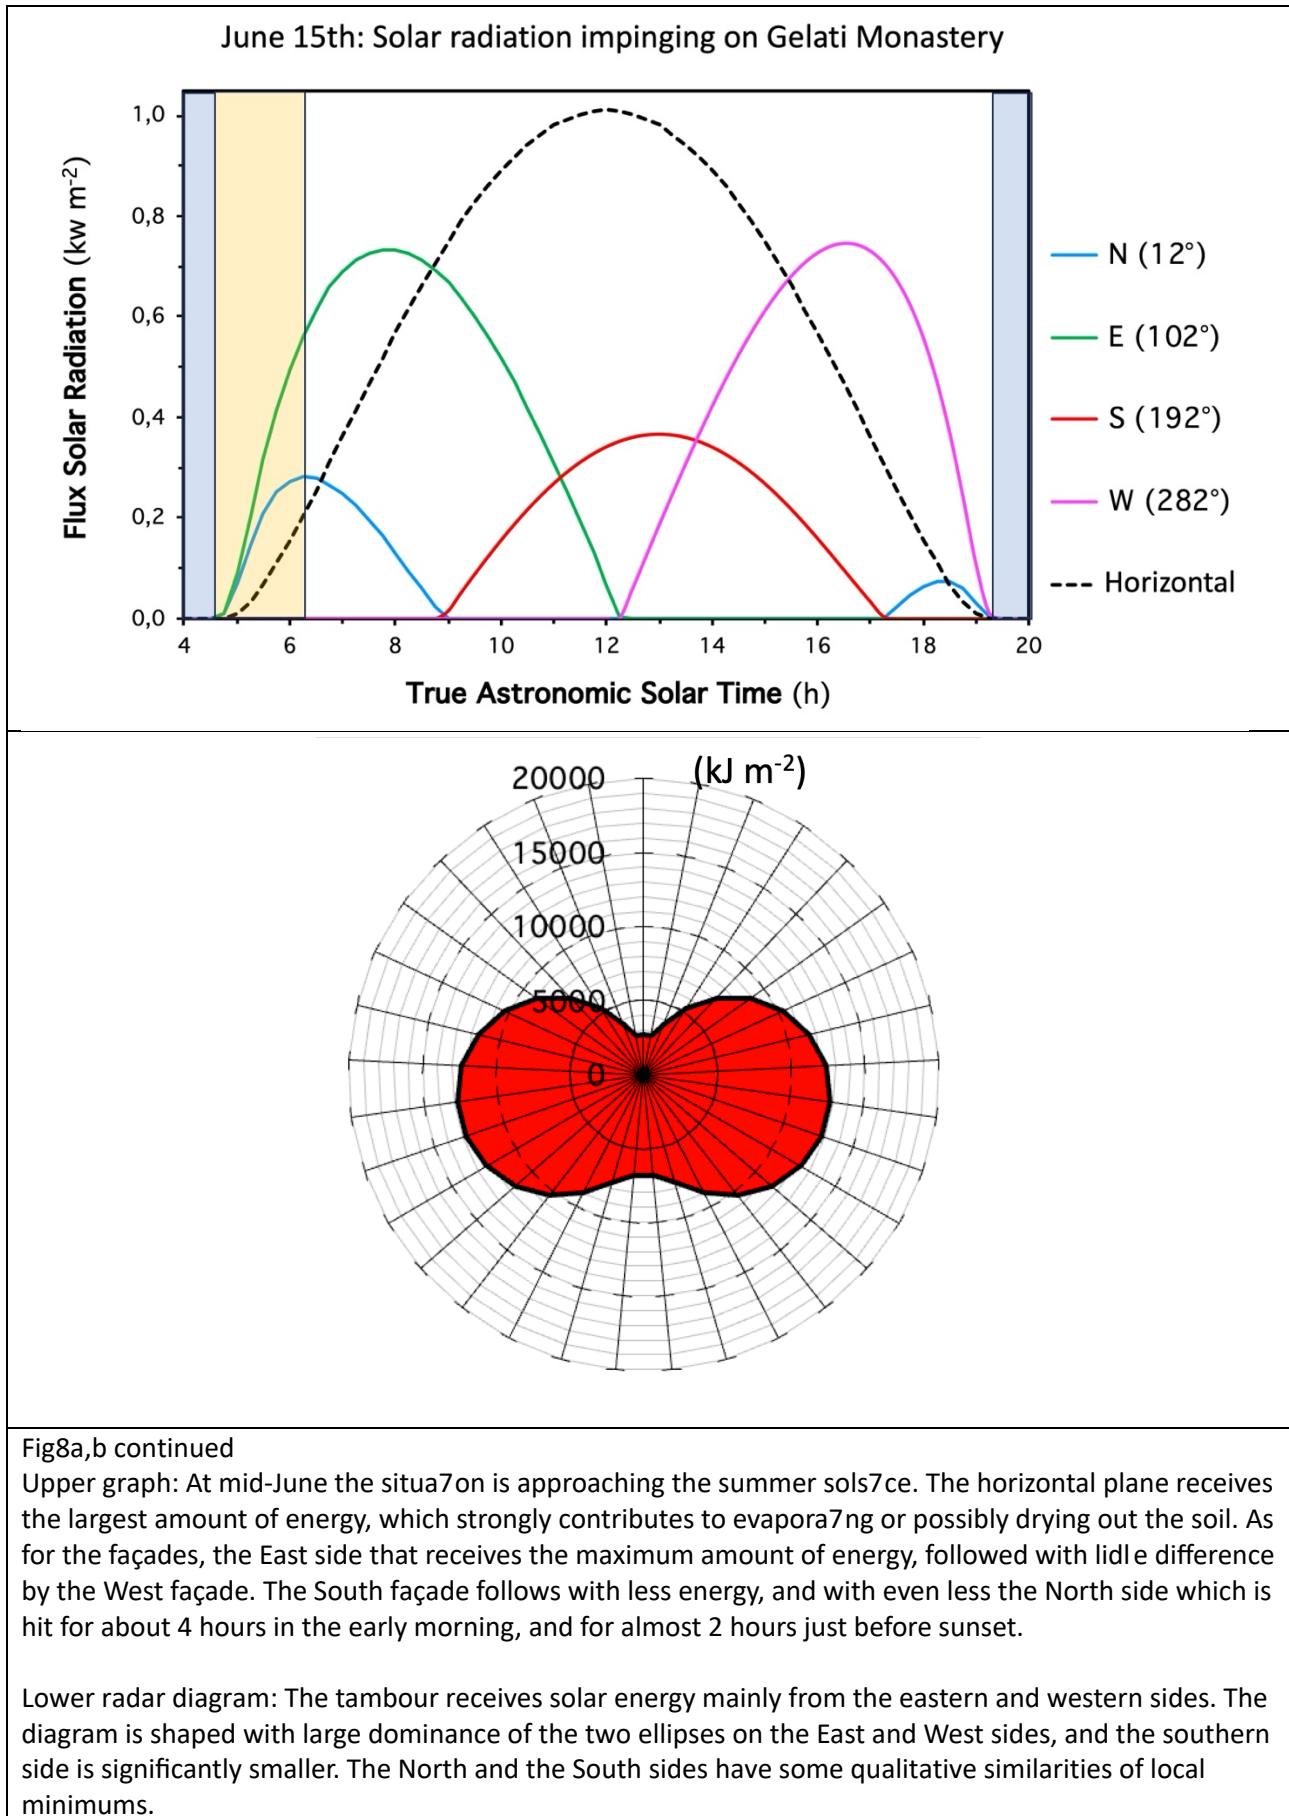 June 15th: Solar radiation impinging on Gelati Monastery
Flux Solar Radiation (kw m-2)
1,0
0,8
0,6
0,4
0,2
0,0
4 6 8 10 12 14 16 18 20
True Astronomic Solar Time (h)
N (12°)
E (102°)
S (192°)
W (282°)
Horizontal
(kJ m-2)
20000
15000
10000
5000
0
Fig8a,b continued
Upper graph: At mid-June the situa7on is approaching the summer sols7ce. The horizontal plane receives
the largest amount of energy, which strongly contributes to evapora7ng or possibly drying out the soil. As
for the façades, the East side that receives the maximum amount of energy, followed with lidle difference
by the West façade. The South façade follows with less energy, and with even less the North side which is
hit for about 4 hours in the early morning, and for almost 2 hours just before sunset.
Lower radar diagram: The tambour receives solar energy mainly from the eastern and western sides. The
diagram is shaped with large dominance of the two ellipses on the East and West sides, and the southern
side is significantly smaller. The North and the South sides have some qualitative similarities of local
minimums.